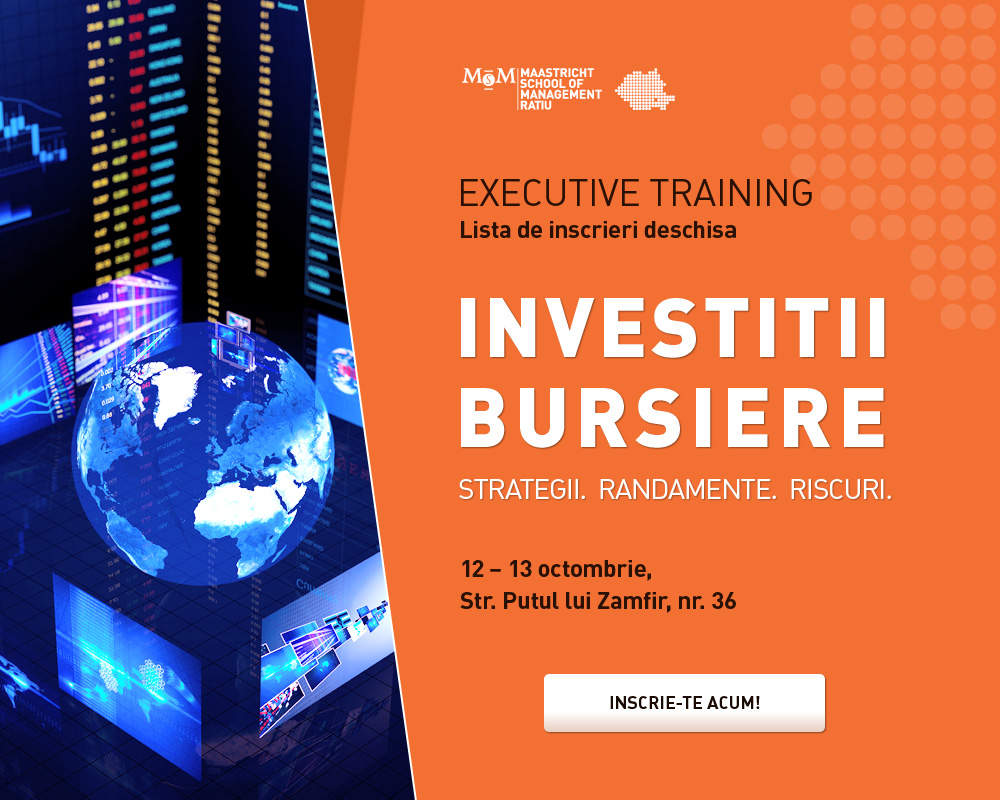 MSM
MAASTRICHT
SCHOOL OF
MANAGEMENT
RATIU
EXECUTIVE TRAINING
Lista de inscrieri deschisa
INVESTITII
BURSIERE
STRATEGII. RANDAMENTE. RISCURI.
12 – 13 octombrie,
Str. Putul lui Zamfir, nr. 36
INSCRIE-TE ACUM!